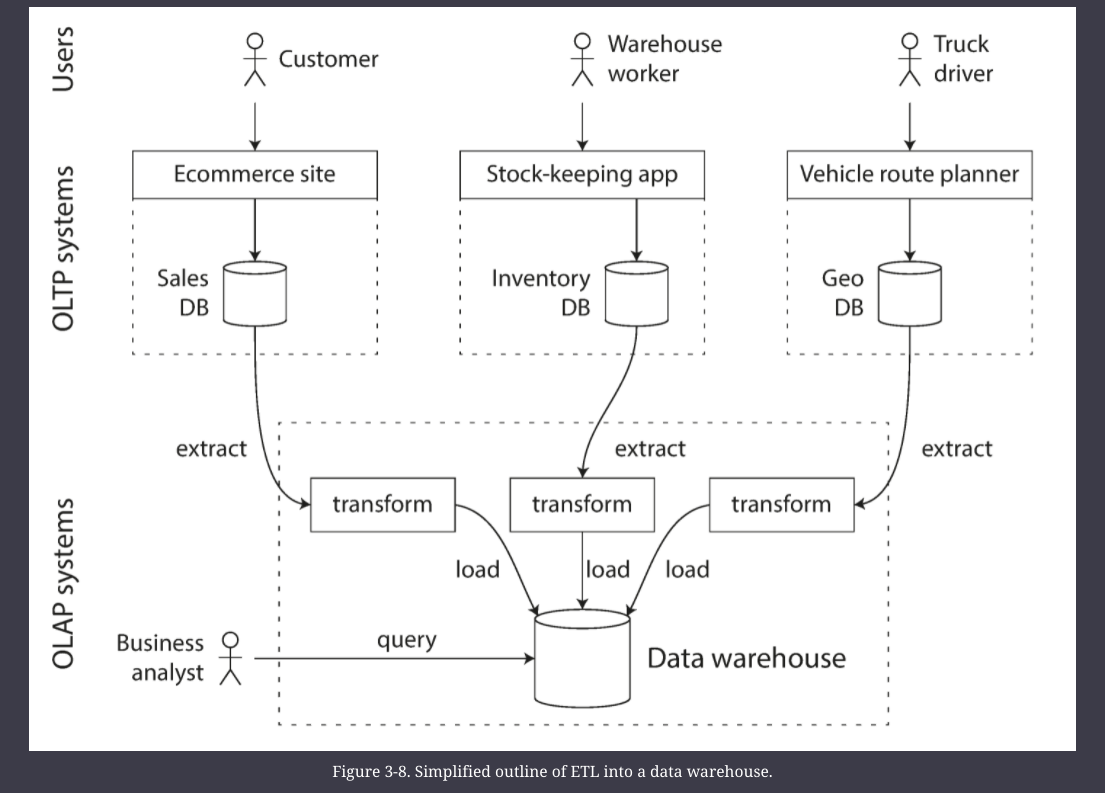 Users
Customer
Warehouse
worker
Truck
driver
OLTP systems
Ecommerce site
Stock-keeping app
Vehicle route planner
Sales
DB
Inventory
DB
Geo
DB
extract
extract
extract
OLAP systems
transform
transform
transform
load
load
load
Business
analyst
query
Data warehouse
Figure 3-8. Simplified outline of ETL into a data warehouse.